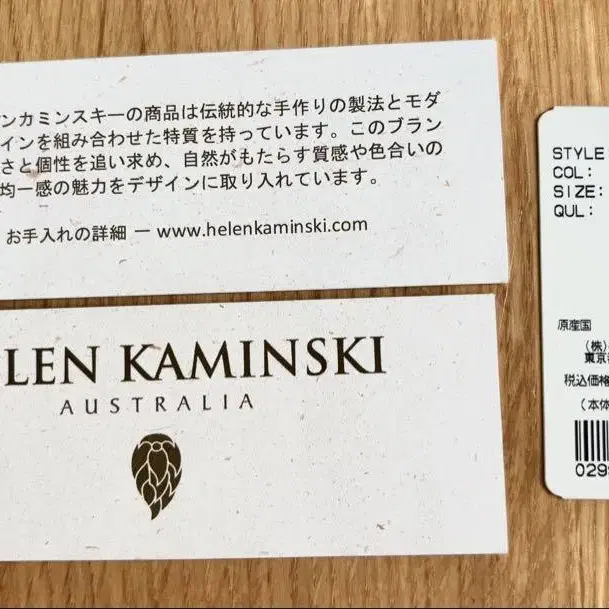 ンカミンスキーの商品は伝統的な手作りの製法とモダ
インを組み合わせた特質を持っています。このブラン
さと個性を追い求め、自然がもたらす質感や色合いの
均一感の魅力をデザインに取り入れています。
お手入れの詳細 ー www.helenkaminski.com
LEN KAMINSKI
AUSTRALIA
STYLE
COL:
SIZE:
QUL:
原産国
(株)
東京
税込価格
(本体
029